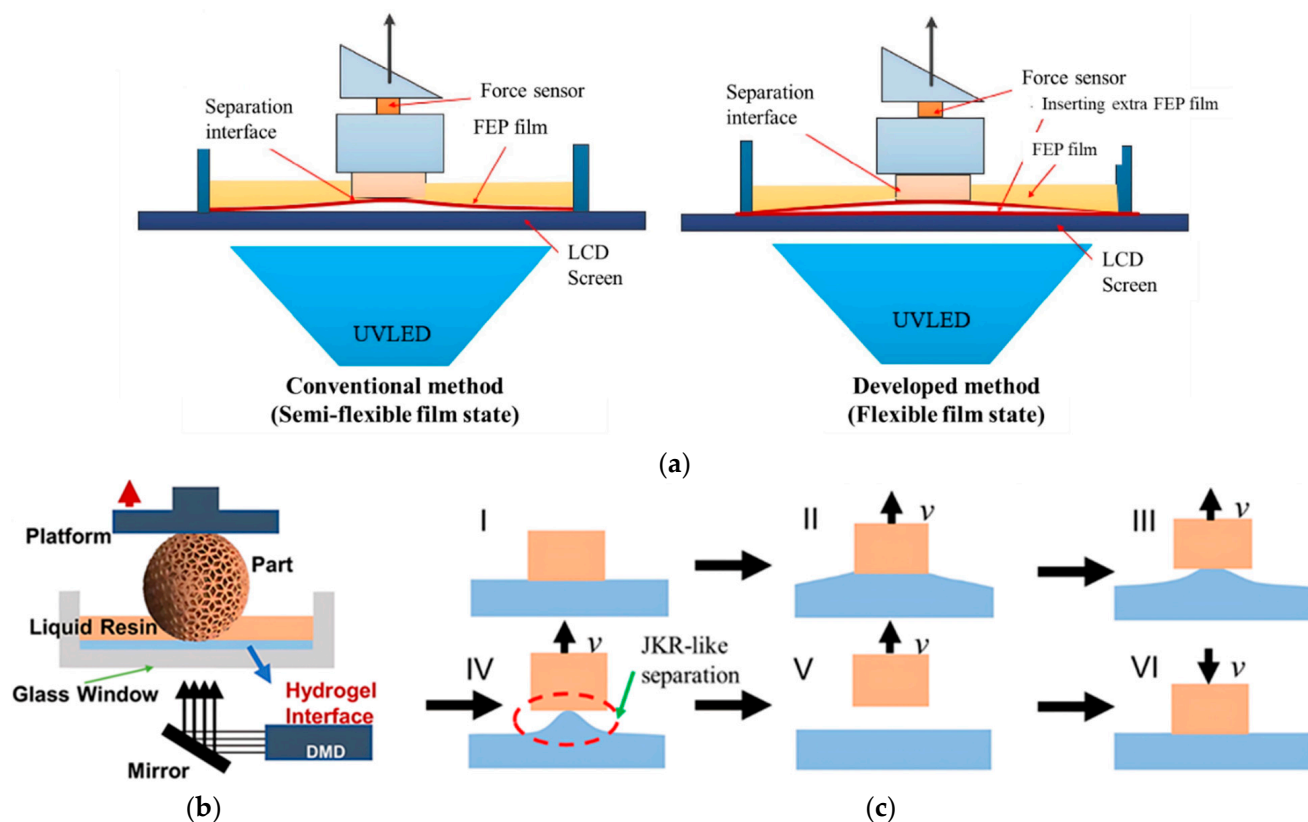 Separation
interface
Force sensor
FEP film
LCD
Screen
UVLED
Conventional method
(Semi-flexible film state)
Separation
interface
Force sensor
Inserting extra FEP film
FEP film
LCD
Screen
UVLED
Developed method
(Flexible film state)
(a)
Platform
Part
Liquid Resin
Glass Window
Hydrogel
Interface
DMD
Mirror
(b)
I
II
v
III
v
IV
v
JKR-like
separation
V
v
VI
v
(c)